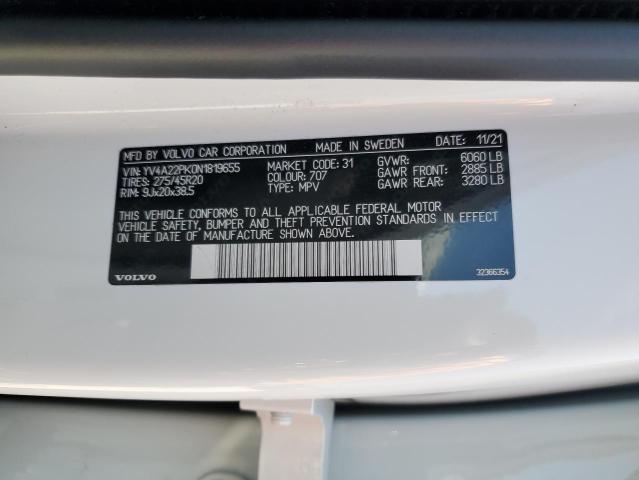 MFD BY VOLVO CAR CORPORATION MADE IN SWEDEN DATE: 11/21
VIN: YV4A22PK0N1819655 MARKET CODE: 31 GVWR: 6060 LB
TIRES: 275/45R20 COLOUR: 707 GAWR FRONT: 2885 LB
RIM: 9Jx20x38.5 TYPE: MPV GAWR REAR: 3280 LB
THIS VEHICLE CONFORMS TO ALL APPLICABLE FEDERAL MOTOR
VEHICLE SAFETY, BUMPER AND THEFT PREVENTION STANDARDS IN EFFECT
ON THE DATE OF MANUFACTURE SHOWN ABOVE.
VOLVO 32366354